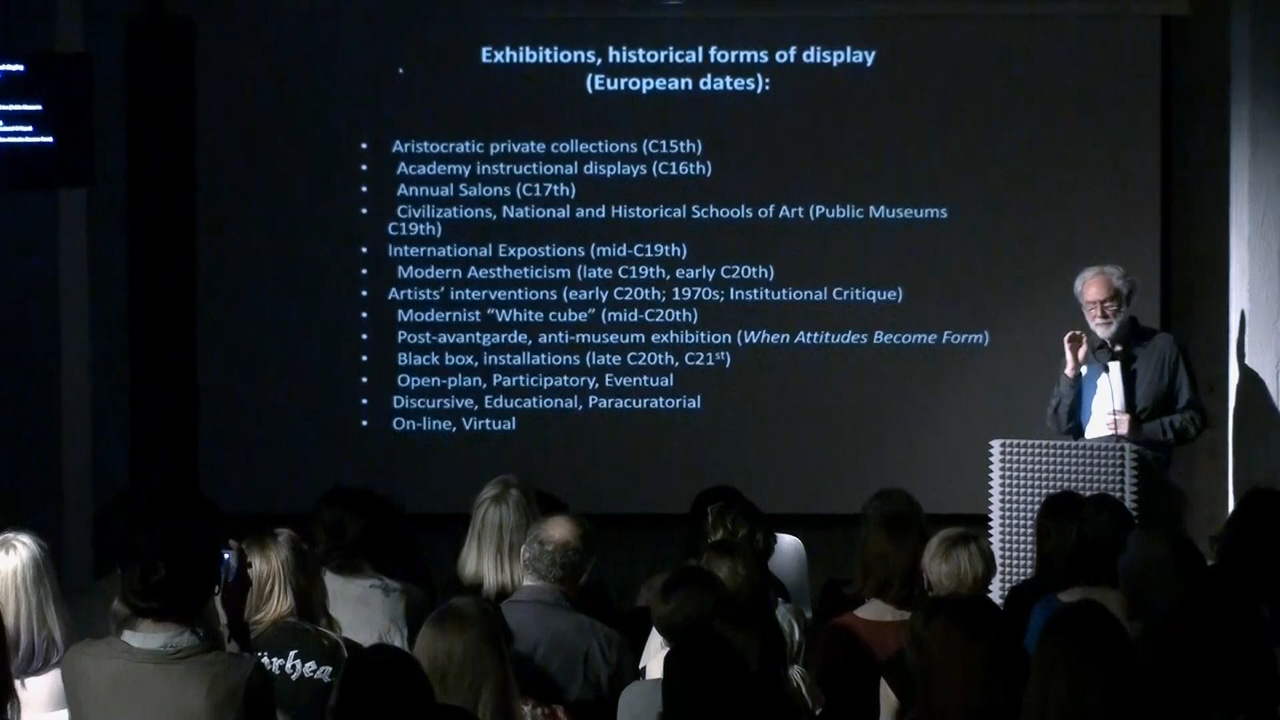 Exhibitions, historical forms of display
(European dates):
• Aristocratic private collections (C15th)
• Academy instructional displays (C16th)
• Annual Salons (C17th)
• Civilizations, National and Historical Schools of Art (Public Museums
C19th)
• International Expostions (mid-C19th)
• Modern Aestheticism (late C19th, early C20th)
• Artists’ interventions (early C20th; 1970s; Institutional Critique)
• Modernist “White cube” (mid-C20th)
• Post-avantgarde, anti-museum exhibition (When Attitudes Become Form)
• Black box, installations (late C20th, C21st)
• Open-plan, Participatory, Eventual
• Discursive, Educational, Paracuratorial
• On-line, Virtual